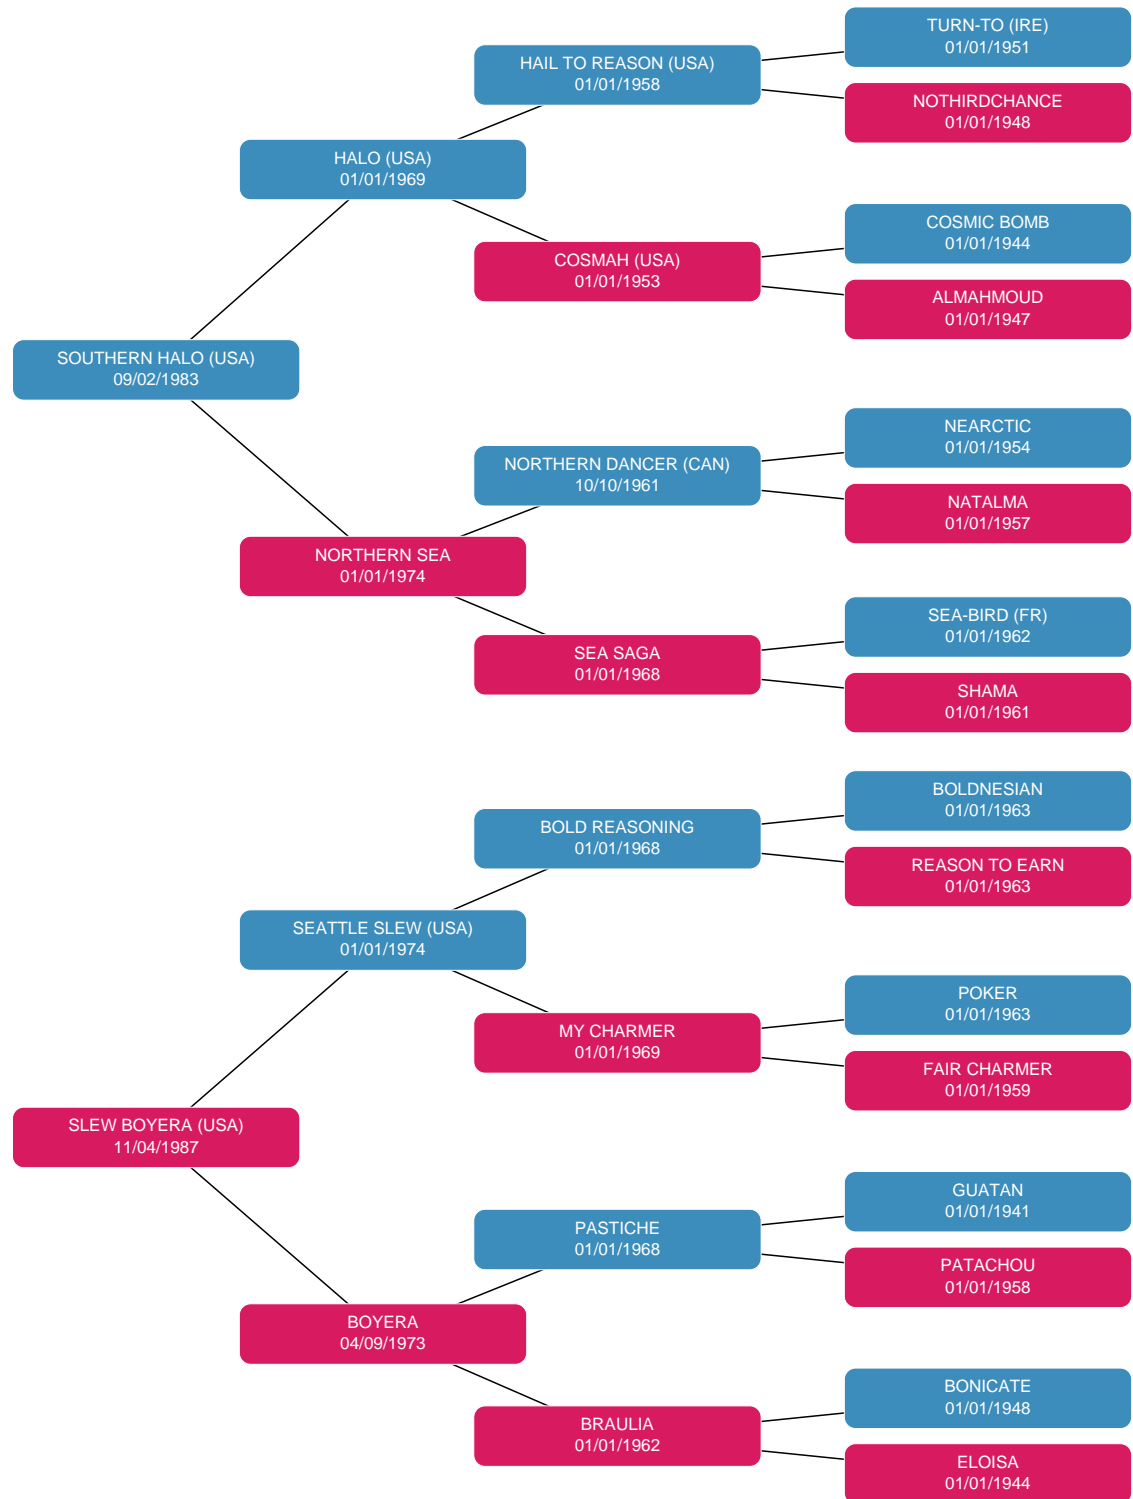 TURN-TO (IRE)
01/01/1951
HAIL TO REASON (USA)
01/01/1958
NOTHIRDCHANCE
01/01/1948
HALO (USA)
01/01/1969
COSMIC BOMB
01/01/1944
COSMAH (USA)
01/01/1953
ALMAHMOUD
01/01/1947
SOUTHERN HALO (USA)
09/02/1983
NEARCTIC
01/01/1954
NORTHERN DANCER (CAN)
10/10/1961
NATALMA
01/01/1957
NORTHERN SEA
01/01/1974
SEA-BIRD (FR)
01/01/1962
SEA SAGA
01/01/1968
SHAMA
01/01/1961
BOLDNESIAN
01/01/1963
BOLD REASONING
01/01/1968
REASON TO EARN
01/01/1963
SEATTLE SLEW (USA)
01/01/1974
POKER
01/01/1963
MY CHARMER
01/01/1969
FAIR CHARMER
01/01/1959
SLEW BOYERA (USA)
11/04/1987
GUATAN
01/01/1941
PASTICHE
01/01/1968
PATACHOU
01/01/1958
BOYERA
04/09/1973
BONICATE
01/01/1948
BRAULIA
01/01/1962
ELOISA
01/01/1944